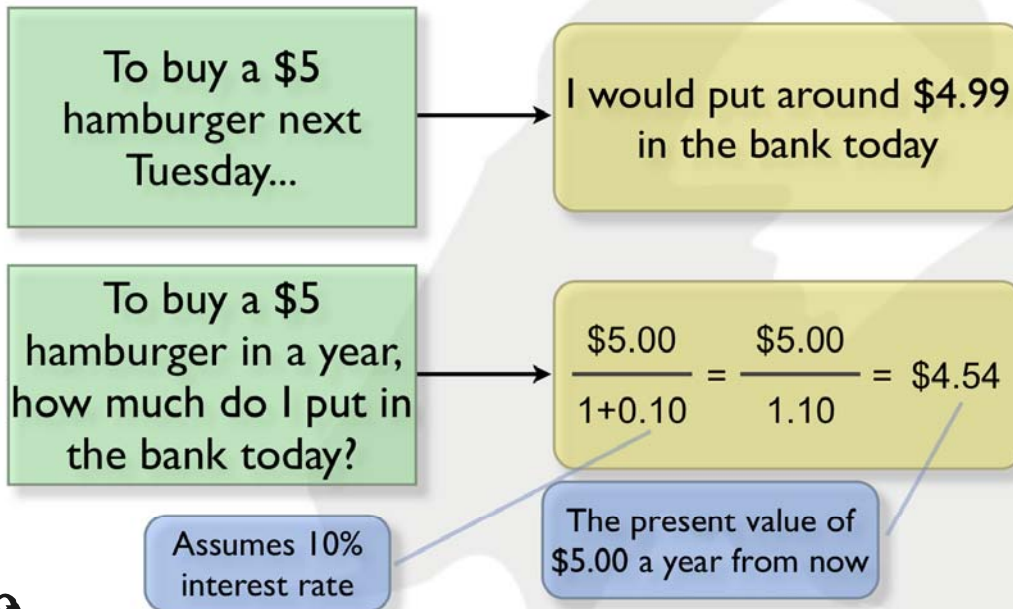 To buy a $5
hamburger next
Tuesday...
I would put around $4.99
in the bank today
To buy a $5
hamburger in a year,
how much do I put in
the bank today?
$5.00 / 1+0.10 = $5.00 / 1.10 = $4.54
Assumes 10%
interest rate
The present value of
$5.00 a year from now